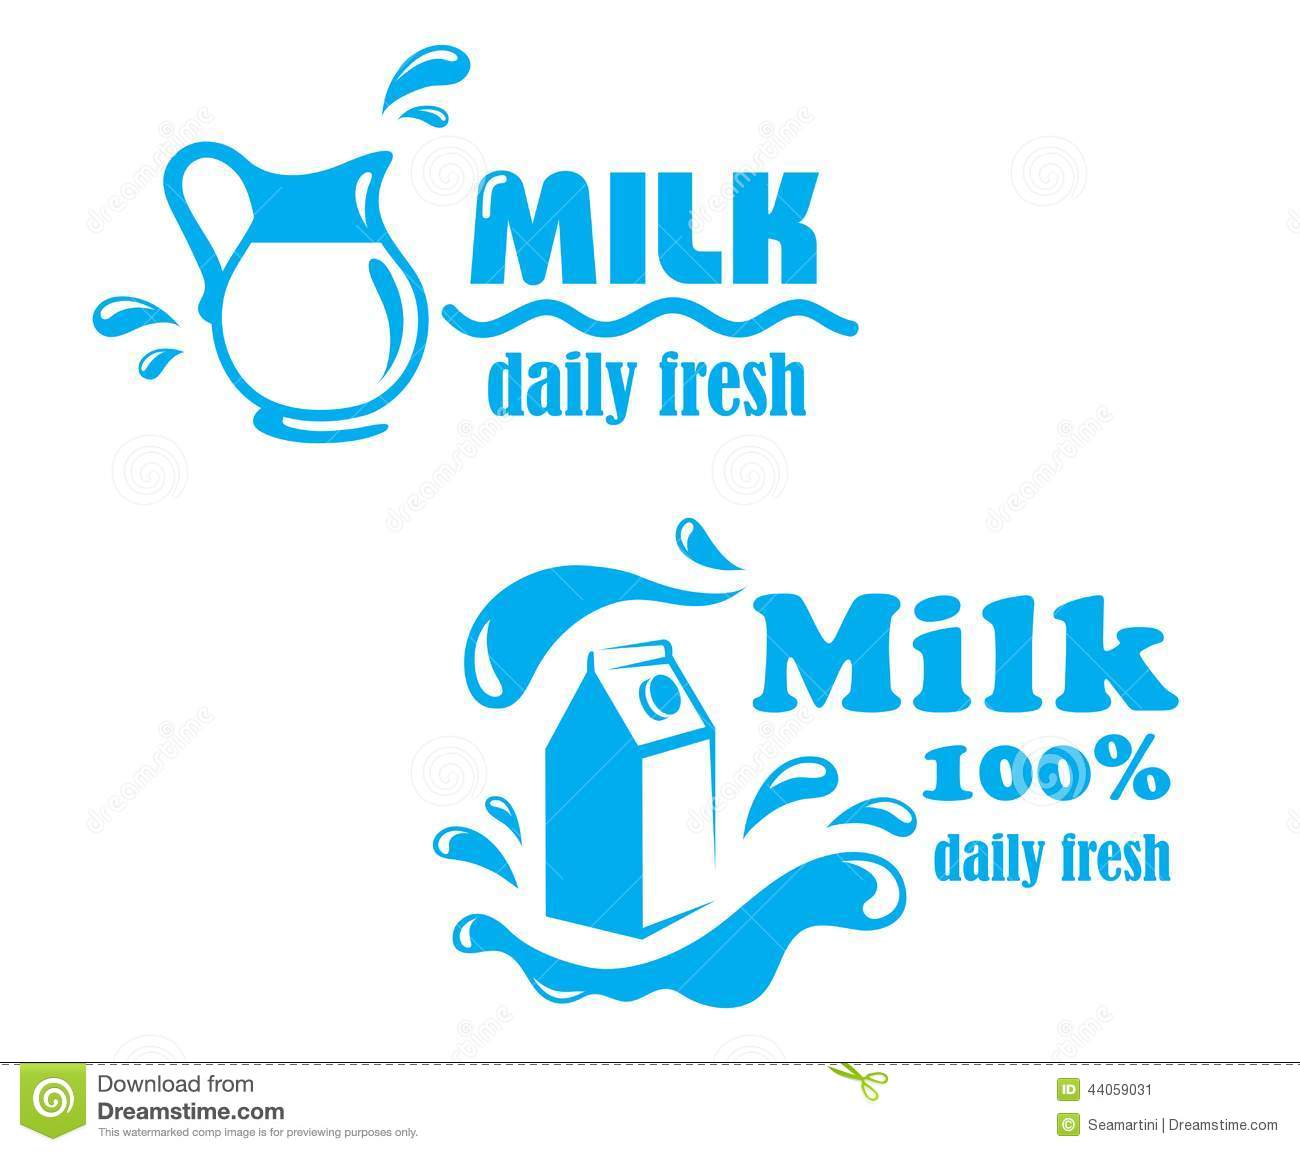 MILK
daily fresh
Milk
100%
daily fresh
dreamstime
Download from
Dreamstime.com
This watermarked comp image is for previewing purposes only.
ID 44059031
© Seamartini | Dreamstime.com